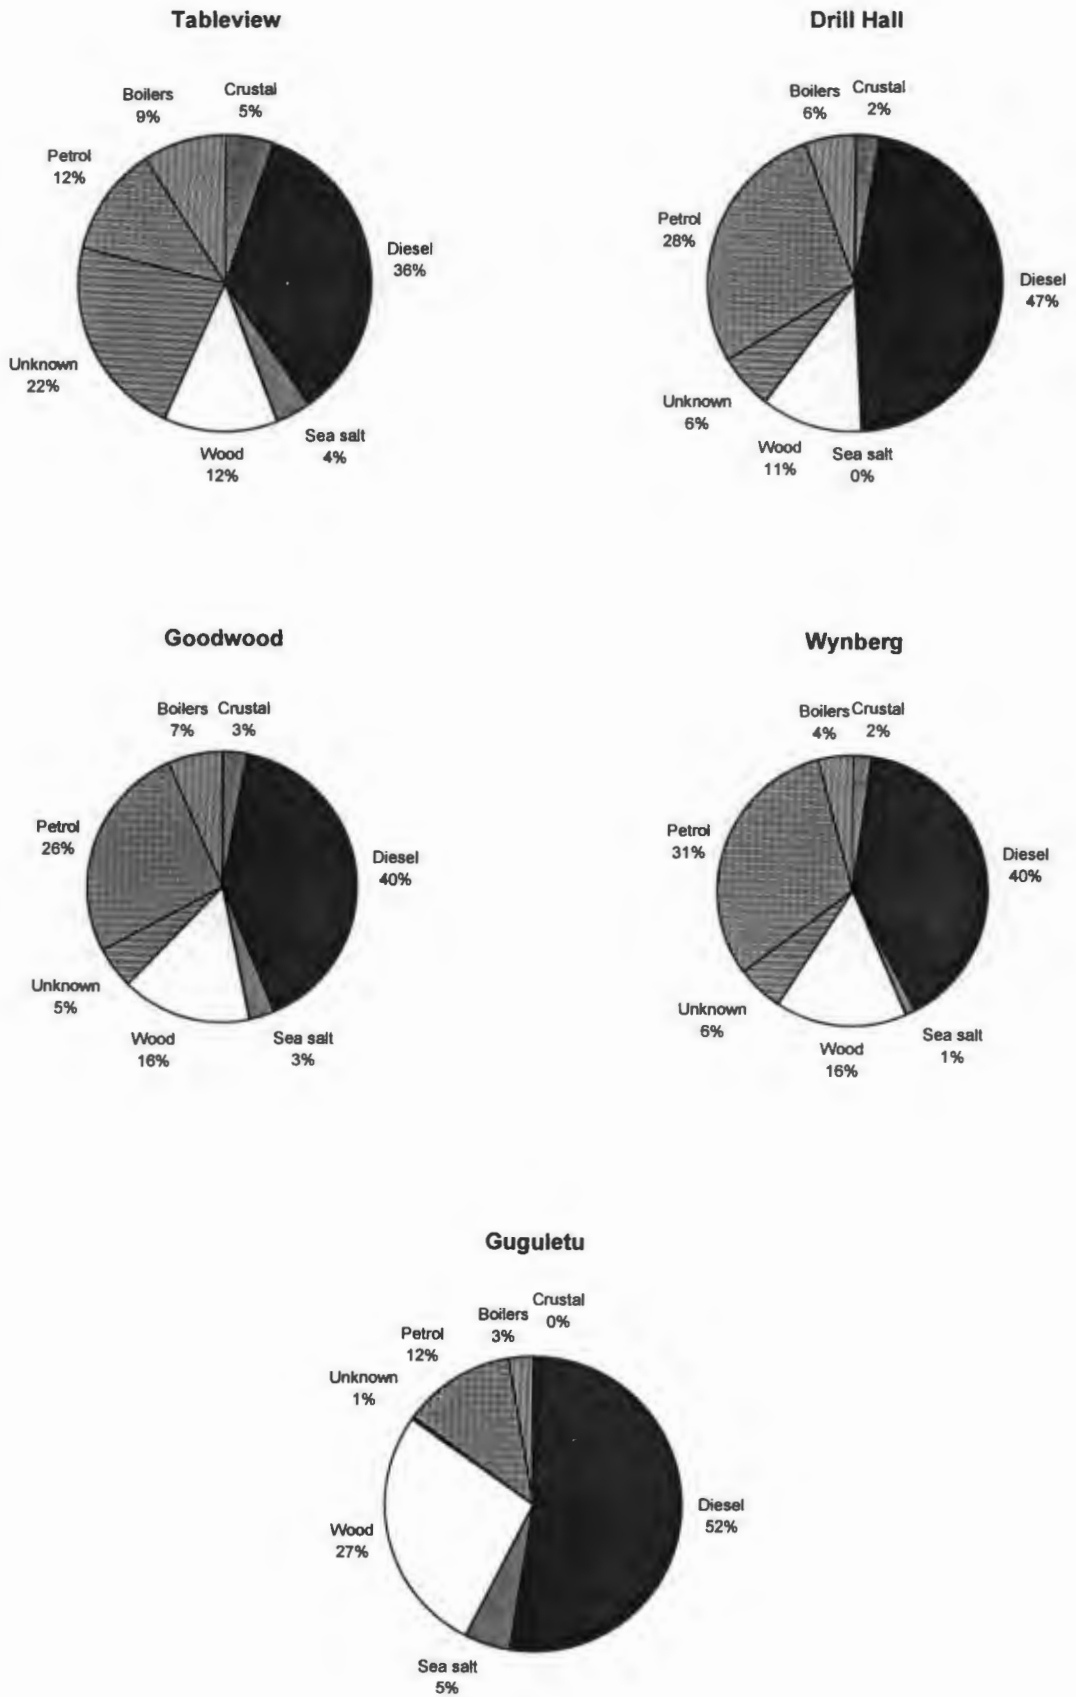 Tableview
Boilers
9%
Crustal
5%
Petrol
12%
Diesel
36%
Unknown
22%
Wood
12%
Sea salt
4%
Drill Hall
Boilers
6%
Crustal
2%
Petrol
28%
Diesel
47%
Unknown
6%
Wood
11%
Sea salt
0%
Goodwood
Boilers
7%
Crustal
3%
Petrol
26%
Diesel
40%
Unknown
5%
Wood
16%
Sea salt
3%
Wynberg
Boilers
4%
Crustal
2%
Petrol
31%
Diesel
40%
Unknown
6%
Wood
16%
Sea salt
1%
Guguletu
Crustal
0%
Boilers
3%
Petrol
12%
Unknown
1%
Diesel
52%
Wood
27%
Sea salt
5%